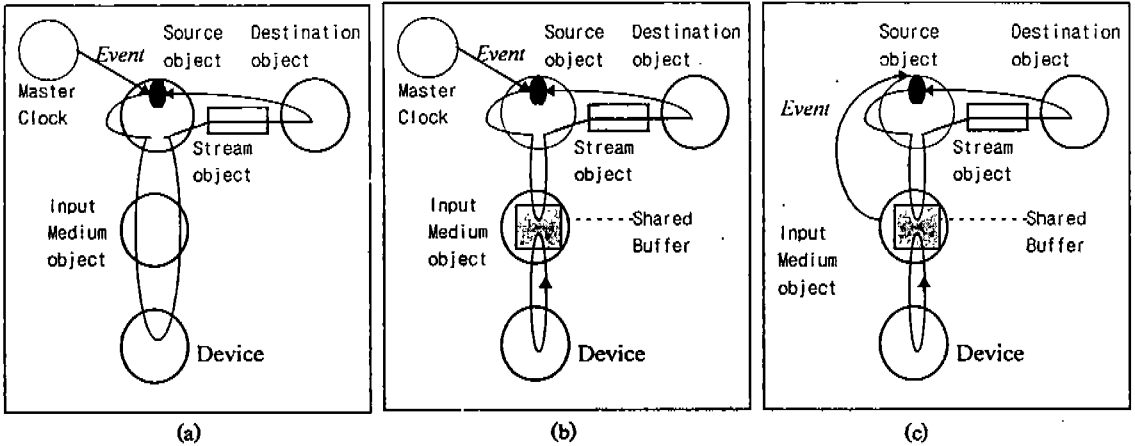 Source
object
Destination
object
Event
Master
Clock
Stream
object
Input
Medium
object
Device
(a)
Source
object
Destination
object
Event
Master
Clock
Stream
object
Input
Medium
object
Shared
Buffer
Device
(b)
Source
object
Destination
object
Event
Stream
object
Input
Medium
object
Shared
Buffer
Device
(c)